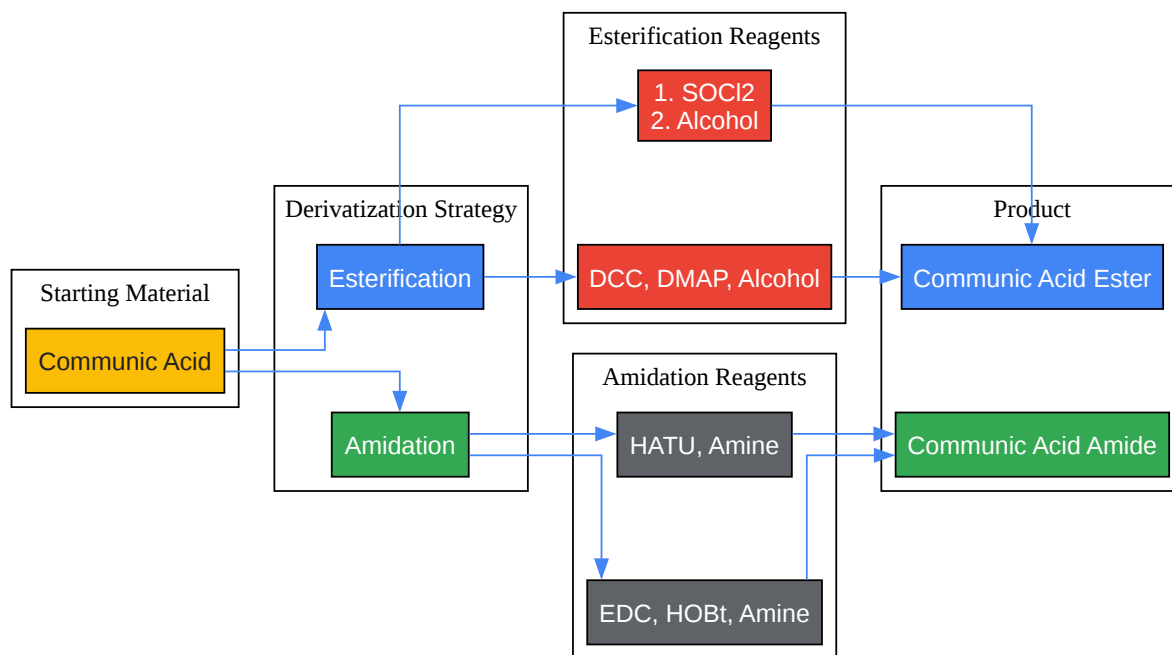 Esterification Reagents
1. SOCl2
2. Alcohol
Derivatization Strategy
Product
Esterification
DCC, DMAP, Alcohol
Communic Acid Ester
Starting Material
Communic Acid
Amidation Reagents
Amidation
HATU, Amine
Communic Acid Amide
EDC, HOBt, Amine